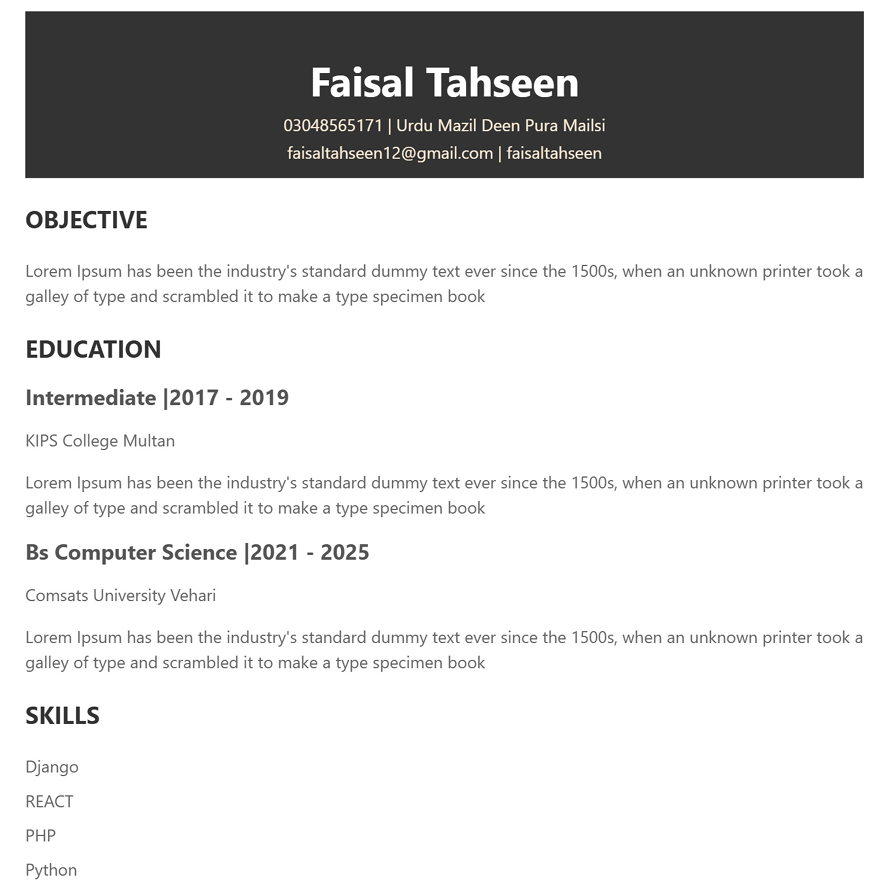 Faisal Tahseen
03048565171 | Urdu Mazil Deen Pura Mailsi
faisaltahseen12@gmail.com | faisaltahseen
OBJECTIVE
Lorem Ipsum has been the industry's standard dummy text ever since the 1500s, when an unknown printer took a
galley of type and scrambled it to make a type specimen book
EDUCATION
Intermediate |2017 - 2019
KIPS College Multan
Lorem Ipsum has been the industry's standard dummy text ever since the 1500s, when an unknown printer took a
galley of type and scrambled it to make a type specimen book
Bs Computer Science |2021 - 2025
Comsats University Vehari
Lorem Ipsum has been the industry's standard dummy text ever since the 1500s, when an unknown printer took a
galley of type and scrambled it to make a type specimen book
SKILLS
Django
REACT
PHP
Python